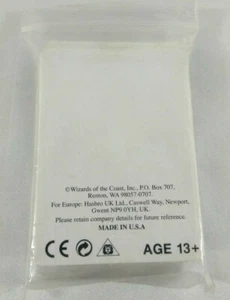 ©Wizards of the Coast, Inc., P.O. Box 707,
Renton, WA 98057-0707.
For Europe: Hasbro UK Ltd., Caswell Way, Newport,
Gwent NP9 0YH, UK.
Please retain company details for future reference.
MADE IN U.S.A
CE AGE 13+